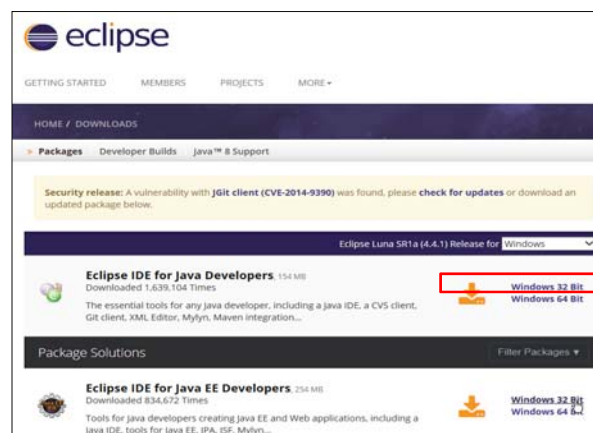 eclipse
GETTING STARTED MEMBERS PROJECTS MORE
HOME / DOWNLOADS
Packages Developer Builds Java™ 8 Support
Security release: A vulnerability with JGit client (CVE-2014-9390) was found, please check for updates or download an
updated package below.
Eclipse Luna SR1a (4.4.1) Release for Windows
Eclipse IDE for Java Developers, 154 MB
Downloaded 1,639,104 Times
The essential tools for any Java developer, including a Java IDE, a CVS client,
Git client, XML Editor, Mylyn, Maven integration...
Windows 32 Bit
Windows 64 Bit
Package Solutions
Filter Packages
Eclipse IDE for Java EE Developers, 254 MB
Downloaded 834,672 Times
Tools for Java developers creating Java EE and Web applications, including a
Java IDE, tools for Java EE, JPA, JSF, Mylyn...
Windows 32 Bit
Windows 64